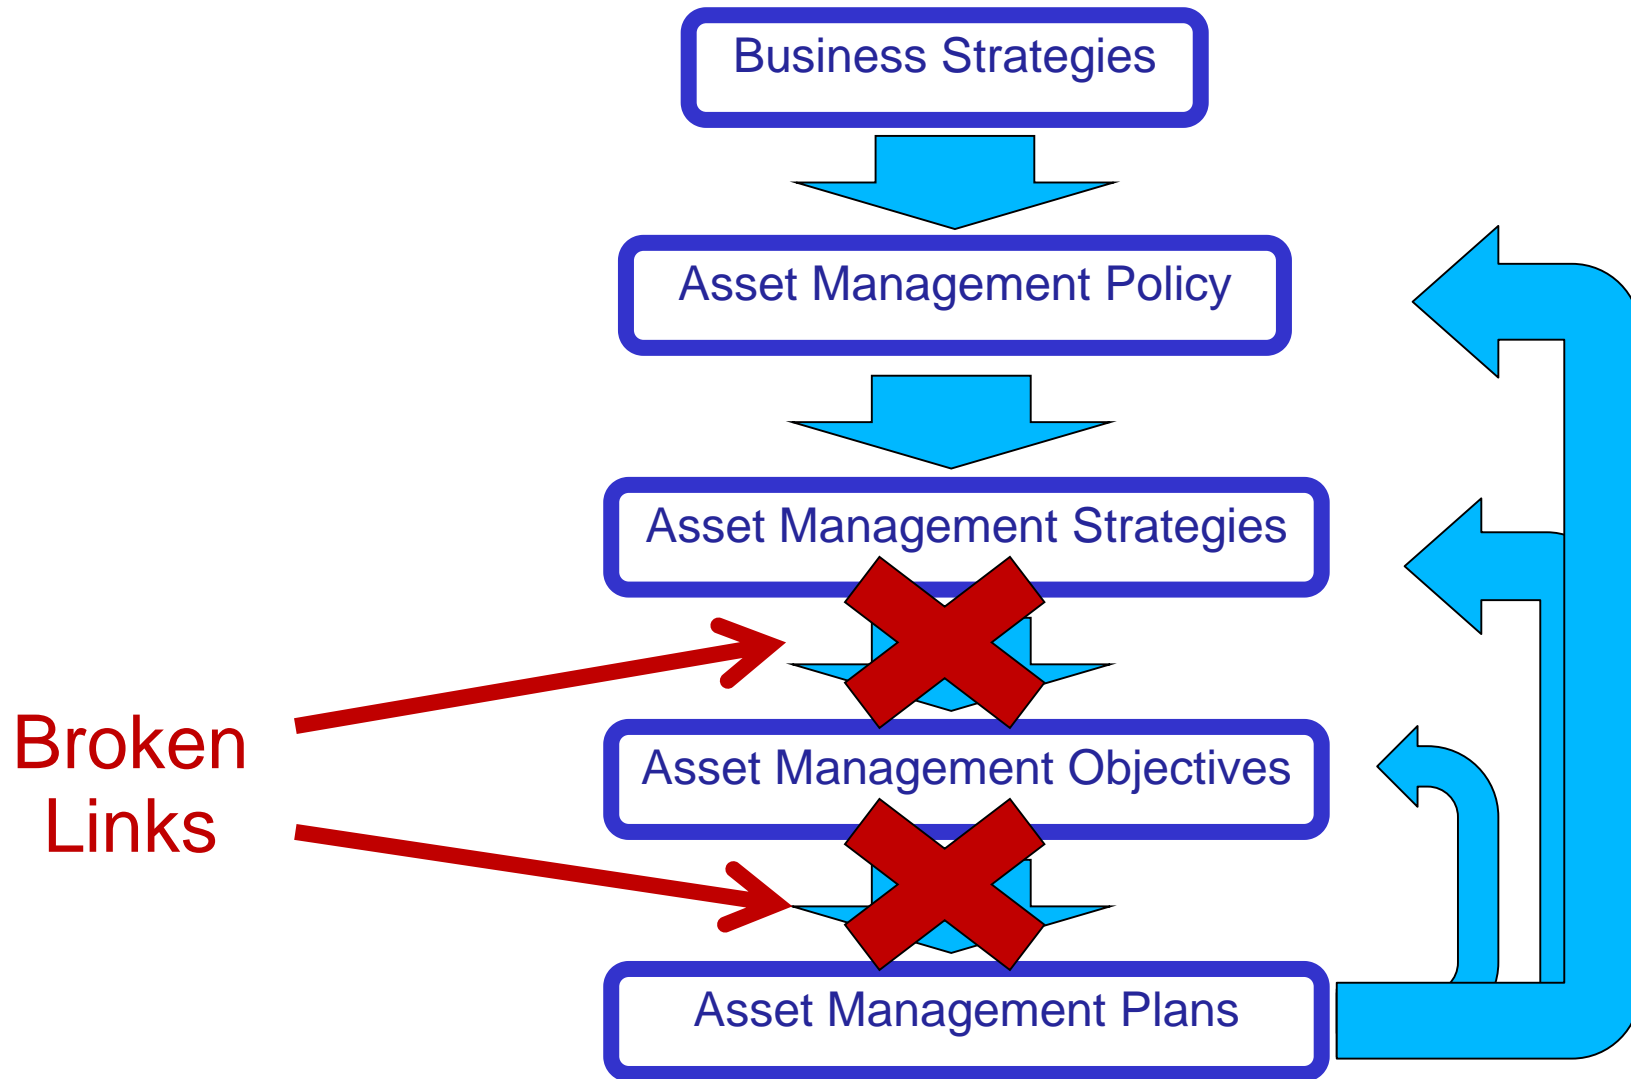 Business Strategies
Asset Management Policy
Asset Management Strategies
Broken
Links
Asset Management Objectives
Asset Management Plans